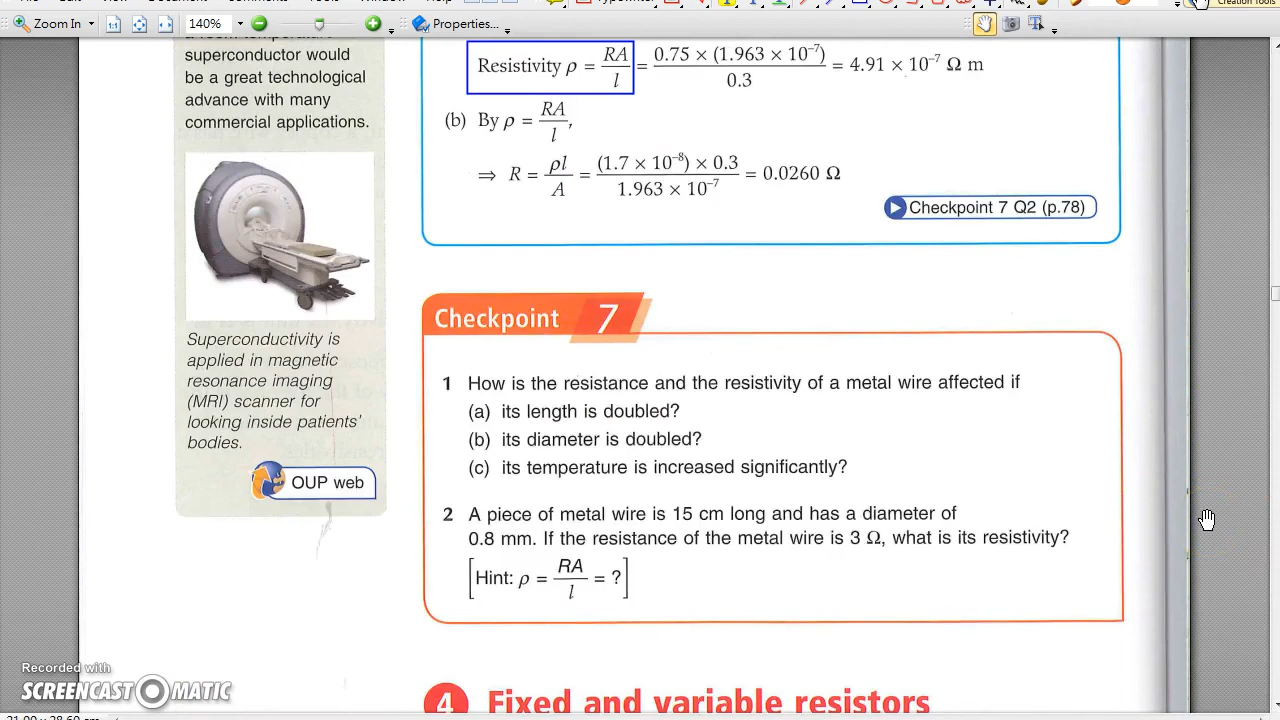 Zoom In
140%
Properties...
Creation Tools
superconductor would
be a great technological
advance with many
commercial applications.
Superconductivity is
applied in magnetic
resonance imaging
(MRI) scanner for
looking inside patients'
bodies.
OUP web
Resistivity ρ = RA/l = 0.75 × (1.963 × 10⁻⁷)/0.3 = 4.91 × 10⁻⁷ Ω m
(b) By ρ = RA/l,
⇒ R = ρl/A = (1.7 × 10⁻⁸) × 0.3/1.963 × 10⁻⁷ = 0.0260 Ω
Checkpoint 7 Q2 (p.78)
Checkpoint 7
1 How is the resistance and the resistivity of a metal wire affected if
(a) its length is doubled?
(b) its diameter is doubled?
(c) its temperature is increased significantly?
2 A piece of metal wire is 15 cm long and has a diameter of
0.8 mm. If the resistance of the metal wire is 3 Ω, what is its resistivity?
[Hint: ρ = RA/l = ?]
4 Fixed and variable resistors
Recorded with
SCREENCAST MATIC